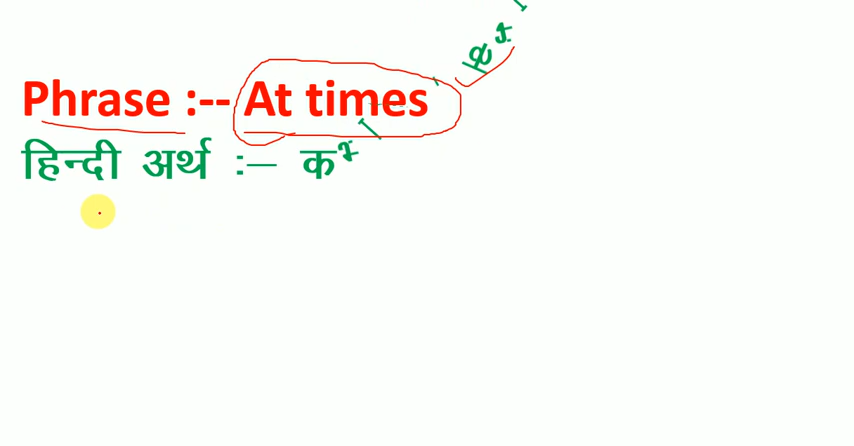 Phrase :-- At times
हिन्दी अर्थ :– क